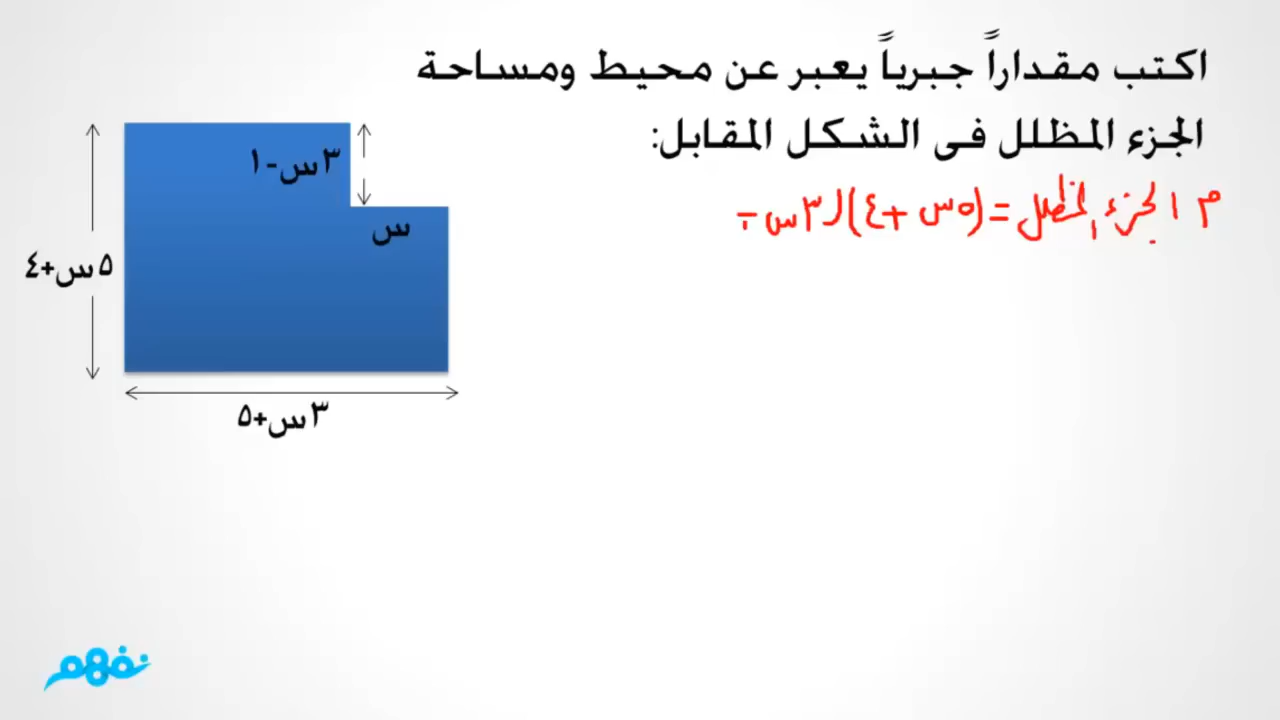 اكتب مقداراً جبرياً يعبر عن محيط ومساحة
الجزء المظلل فى الشكل المقابل:
م الجزء المظلل = (٥س + ٤)(٣س -
٣س-١
س
٥س+٤
٣س+٥
نفهم